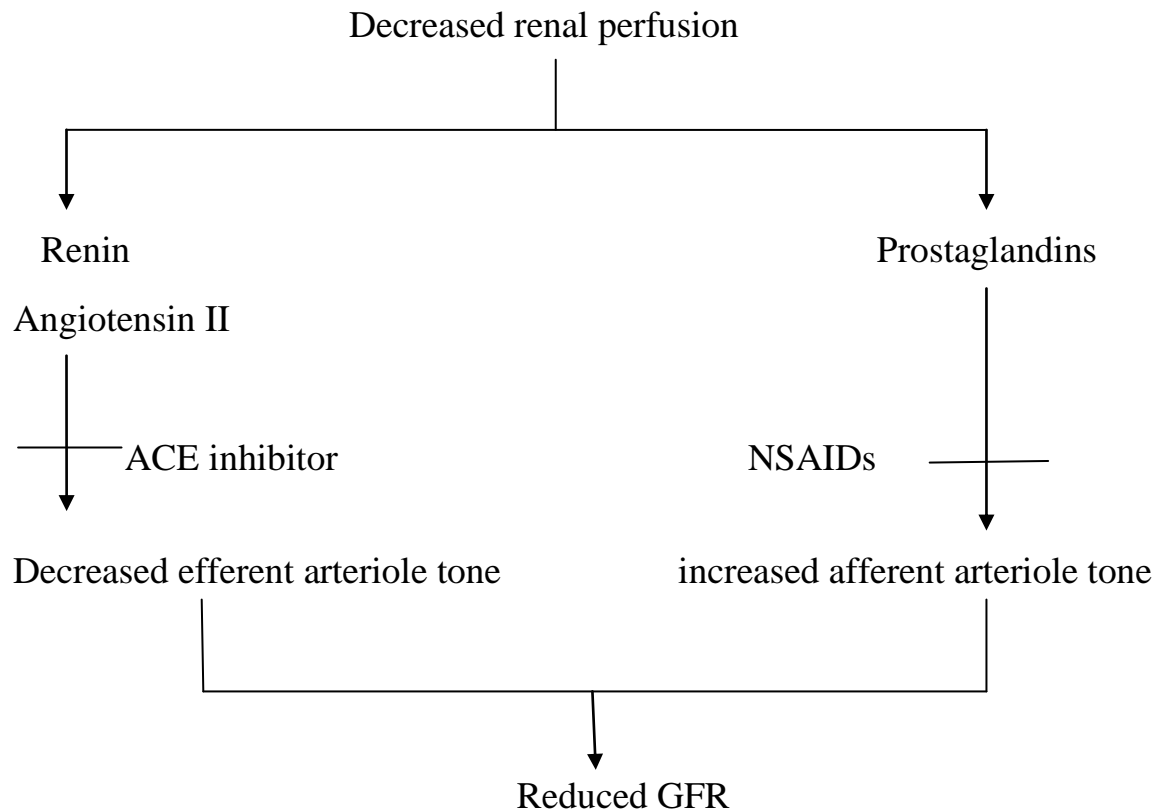 Decreased renal perfusion
Renin
Prostaglandins
Angiotensin II
ACE inhibitor
NSAIDs
Decreased efferent arteriole tone
increased afferent arteriole tone
Reduced GFR